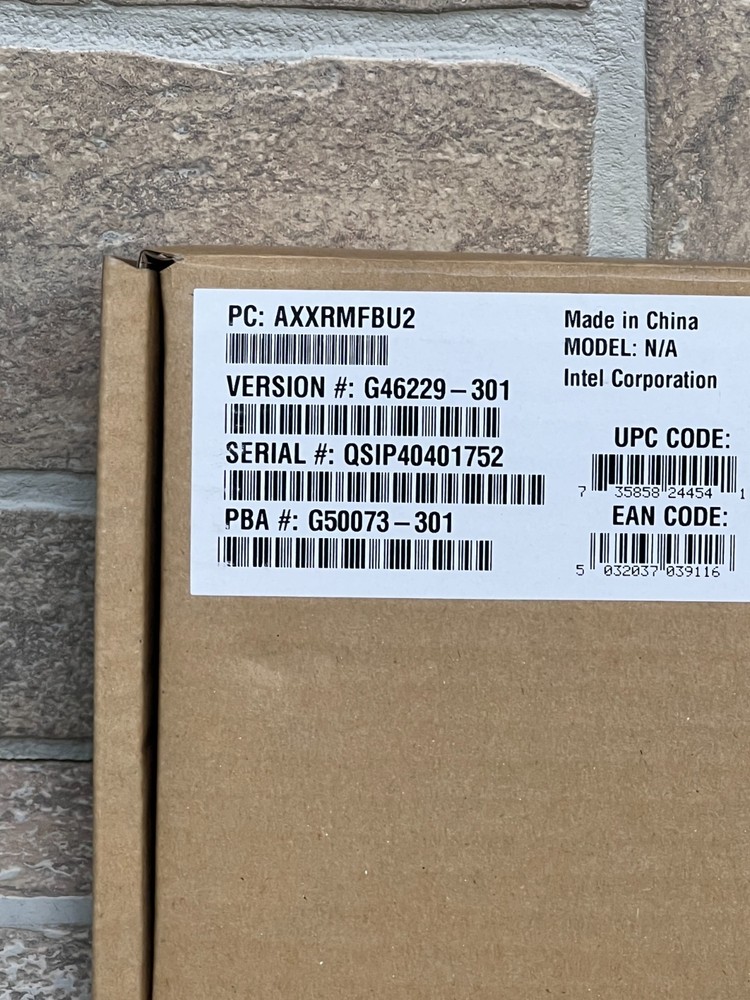 PC: AXXRMFBU2
VERSION #: G46229-301
SERIAL #: QSIP40401752
PBA #: G50073-301
Made in China
MODEL: N/A
Intel Corporation
UPC CODE:
7 35858 24454 1
EAN CODE:
5 032037 039116